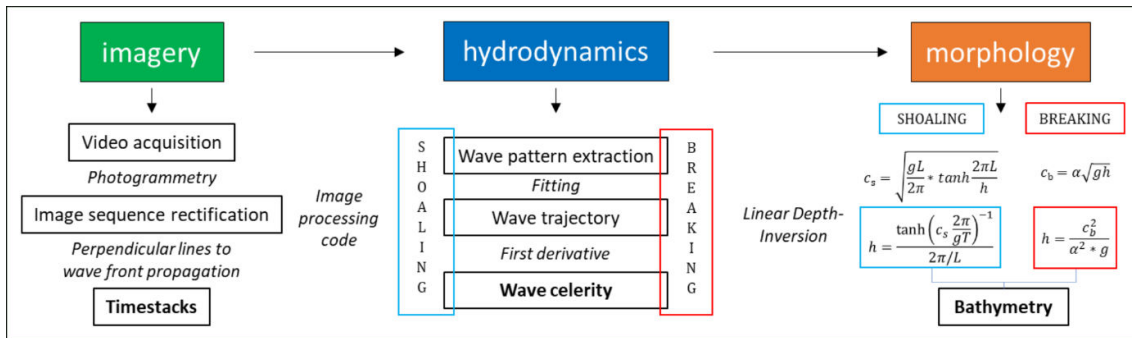 imagery
Video acquisition
Photogrammetry
Image sequence rectification
Perpendicular lines to
wave front propagation
Timestacks
Image
processing
code
hydrodynamics
SHOALING
Wave pattern extraction
Fitting
Wave trajectory
First derivative
Wave celerity
BREAKING
Linear Depth-
Inversion
morphology
SHOALING
c_s = √(gL/2π * tanh 2πL/h)
h = tanh(c_s 2π/gT)^−1 / 2π/L
BREAKING
c_b = α√gh
h = c_b^2 / α^2 * g
Bathymetry